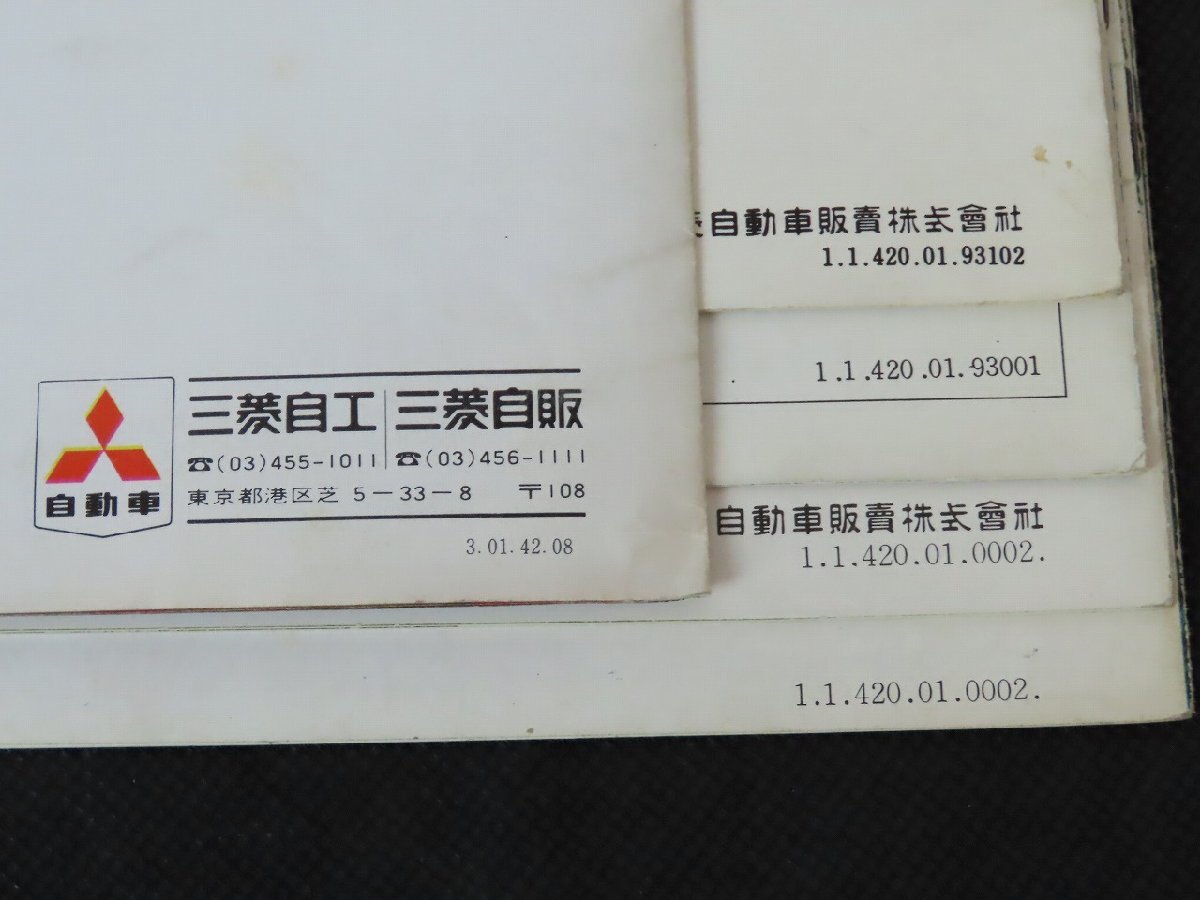 自動車販賣株式會社
1.1.420.01.93102
1.1.420.01.93001
三菱自工 三菱自販
☎(03)455-1011 ☎(03)456-1111
東京都港区芝 5-33-8 〒108
自動車
3.01.42.08
自動車販賣株式會社
1.1.420.01.0002.
1.1.420.01.0002.